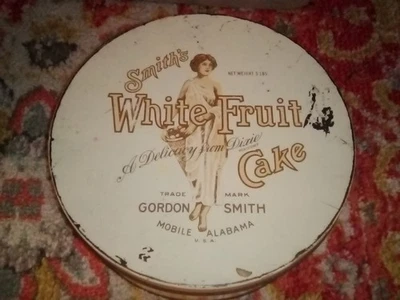 Smith's
NET WEIGHT 3 LBS.
White Fruit
A Delicacy from Dixie
Cake
TRADE MARK
GORDON SMITH
MOBILE ALABAMA
U.S.A.